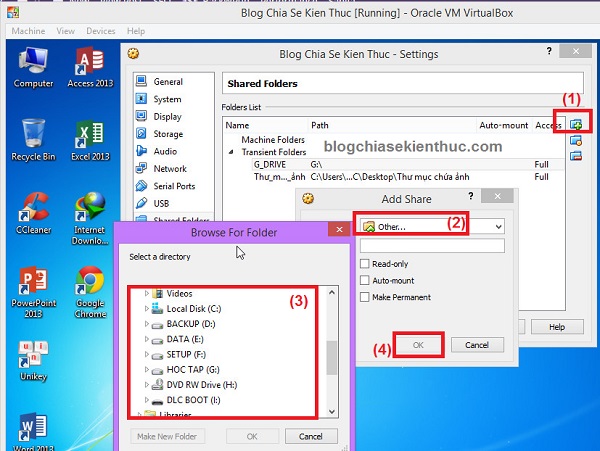 Blog Chia Se Kien Thuc [Running] - Oracle VM VirtualBox
Machine View Devices Help
Computer
Access 2013
Recycle Bin
Excel 2013
CCleaner
Internet Downlo...
PowerPoint 2013
Google Chrome
Unikey
Word 2013
Blog Chia Se Kien Thuc - Settings
?
General
System
Display
Storage
Audio
Network
Serial Ports
USB
Shared Folders
Shared Folders
Folders List
(1)
Name Path Auto-mount Access
Machine Folders
blogchiasekienthuc.com
Transient Folders
G_DRIVE G:\ Full
Thư_m..._ảnh C:\Users\...C\Desktop\Thư mục chứa ảnh Full
Help
Add Share
?
Other... (2)
Read-only
Auto-mount
Make Permanent
(4) OK Cancel
Browse For Folder
Select a directory
(3)
Videos
Local Disk (C:)
BACKUP (D:)
DATA (E:)
SETUP (F:)
HOC TAP (G:)
DVD RW Drive (H:)
DLC BOOT (I:)
Libraries
Make New Folder OK Cancel